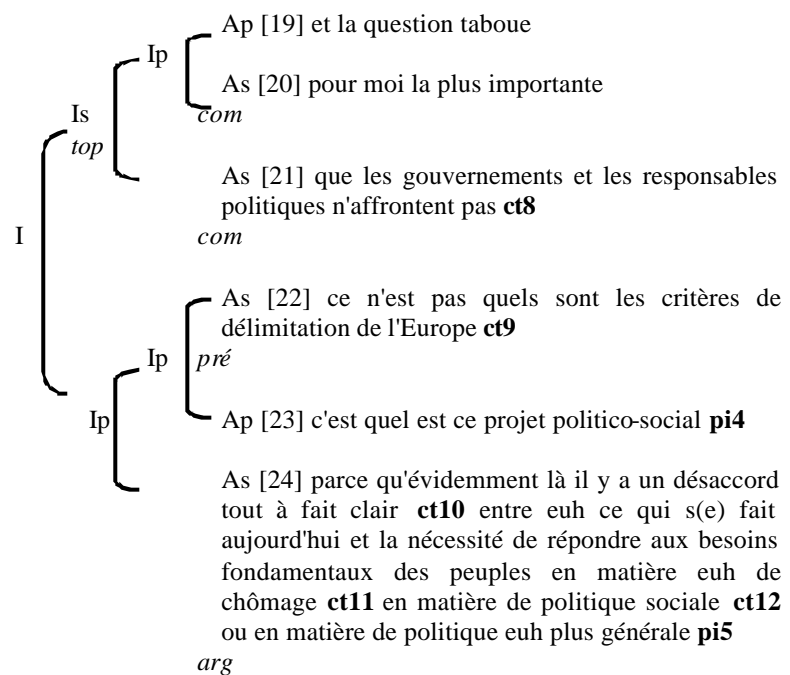 Ap [19] et la question taboue
Ip
As [20] pour moi la plus importante
Is
com
top
As [21] que les gouvernements et les responsables
politiques n'affrontent pas ct8
I
com
As [22] ce n'est pas quels sont les critères de
délimitation de l'Europe ct9
Ip
pré
Ip
Ap [23] c'est quel est ce projet politico-social pi4
As [24] parce qu'évidemment là il y a un désaccord
tout à fait clair ct10 entre euh ce qui s(e) fait
aujourd'hui et la nécessité de répondre aux besoins
fondamentaux des peuples en matière euh de
chômage ct11 en matière de politique sociale ct12
ou en matière de politique euh plus générale pi5
arg